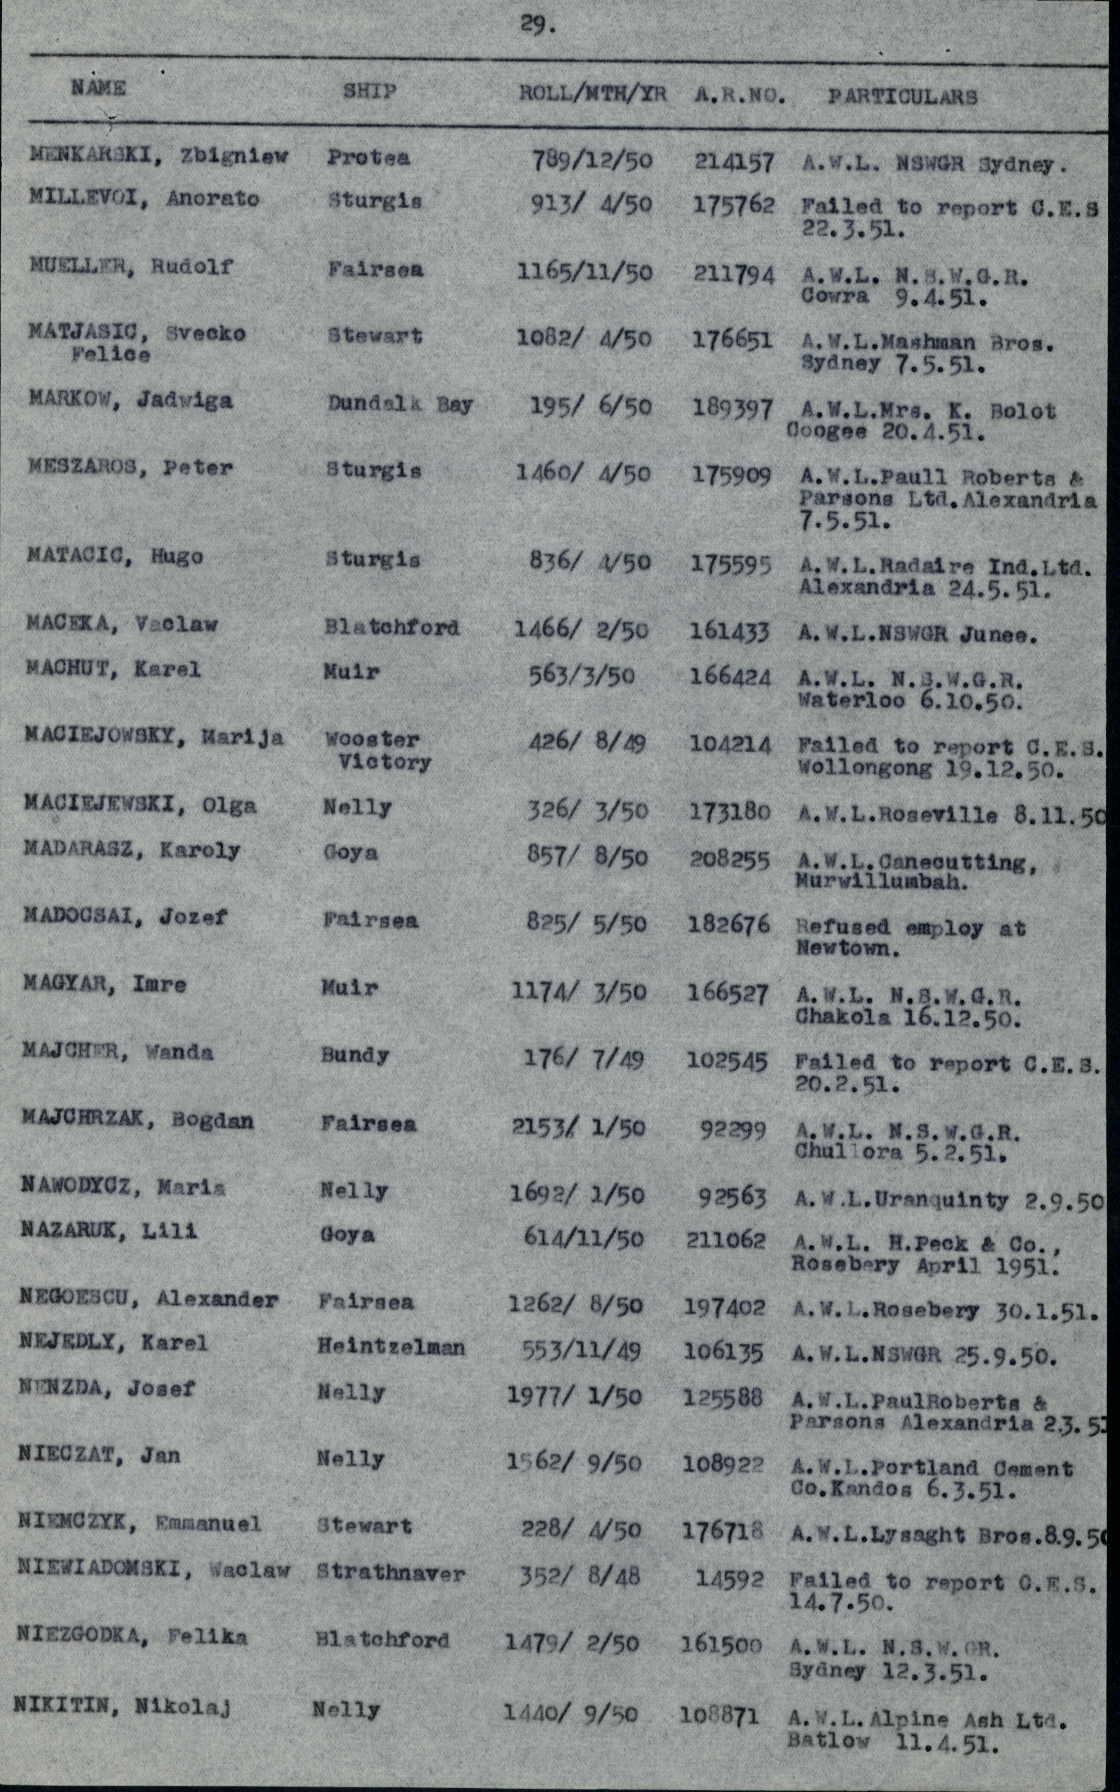 29.
NAME SHIP ROLL/MTH/YR A.R.NO. PARTICULARS
MENKARSKI, Zbigniew Protea 789/12/50 214157 A.W.L. NSWGR Sydney.
MILLEVOI, Anorato Sturgis 913/ 4/50 175762 Failed to report C.E.S
22.3.51.
MUELLER, Rudolf Fairsea 1165/11/50 211794 A.W.L. N.S.W.G.R.
Cowra 9.4.51.
MATJASIC, Svecko Stewart 1082/ 4/50 176651 A.W.L.Mashman Bros.
Felice Sydney 7.5.51.
MARKOW, Jadwiga Dundalk Bay 195/ 6/50 189397 A.W.L.Mrs. K. Bolot
Coogee 20.4.51.
MESZAROS, Peter Sturgis 1460/ 4/50 175909 A.W.L.Paull Roberts &
Parsons Ltd.Alexandria
7.5.51.
MATACIC, Hugo Sturgis 836/ 4/50 175595 A.W.L.Radaire Ind.Ltd.
Alexandria 24.5.51.
MACEKA, Vaclaw Blatchford 1466/ 2/50 161433 A.W.L.NSWGR Junee.
MACHUT, Karel Muir 563/3/50 166424 A.W.L. N.S.W.G.R.
Waterloo 6.10.50.
MACIEJOWSKY, Marija Wooster 426/ 8/49 104214 Failed to report C.E.S.
Victory Wollongong 19.12.50.
MACIEJEWSKI, Olga Nelly 326/ 3/50 173180 A.W.L.Roseville 8.11.50
MADARASZ, Karoly Goya 857/ 8/50 208255 A.W.L.Canecutting,
Murwillumbah.
MADOCSAI, Jozef Fairsea 825/ 5/50 182676 Refused employ at
Newtown.
MAGYAR, Imre Muir 1174/ 3/50 166527 A.W.L. N.S.W.G.R.
Chakola 16.12.50.
MAJCHER, Wanda Bundy 176/ 7/49 102545 Failed to report C.E.S.
20.2.51.
MAJCHRZAK, Bogdan Fairsea 2153/ 1/50 92299 A.W.L. N.S.W.G.R.
Chullora 5.2.51.
NAWODYCZ, Maria Nelly 1692/ 1/50 92563 A.W.L.Uranquinty 2.9.50
NAZARUK, Lili Goya 614/11/50 211062 A.W.L. H.Peck & Co.,
Rosebery April 1951.
NEGOESCU, Alexander Fairsea 1262/ 8/50 197402 A.W.L.Rosebery 30.1.51.
NEJEDLY, Karel Heintzelman 553/11/49 106135 A.W.L.NSWGR 25.9.50.
NENZDA, Josef Nelly 1977/ 1/50 125588 A.W.L.PaulRoberts &
Parsons Alexandria 2.3.51
NIECZAT, Jan Nelly 1562/ 9/50 108922 A.W.L.Portland Cement
Co.Kandos 6.3.51.
NIEMCZYK, Emmanuel Stewart 228/ 4/50 176718 A.W.L.Lysaght Bros.8.9.50
NIEWIADOMSKI, Waclaw Strathnaver 352/ 8/48 14592 Failed to report C.E.S.
14.7.50.
NIEZGODKA, Felika Blatchford 1479/ 2/50 161500 A.W.L. N.S.W.GR.
Sydney 12.3.51.
NIKITIN, Nikolaj Nelly 1440/ 9/50 108871 A.W.L.Alpine Ash Ltd.
Batlow 11.4.51.